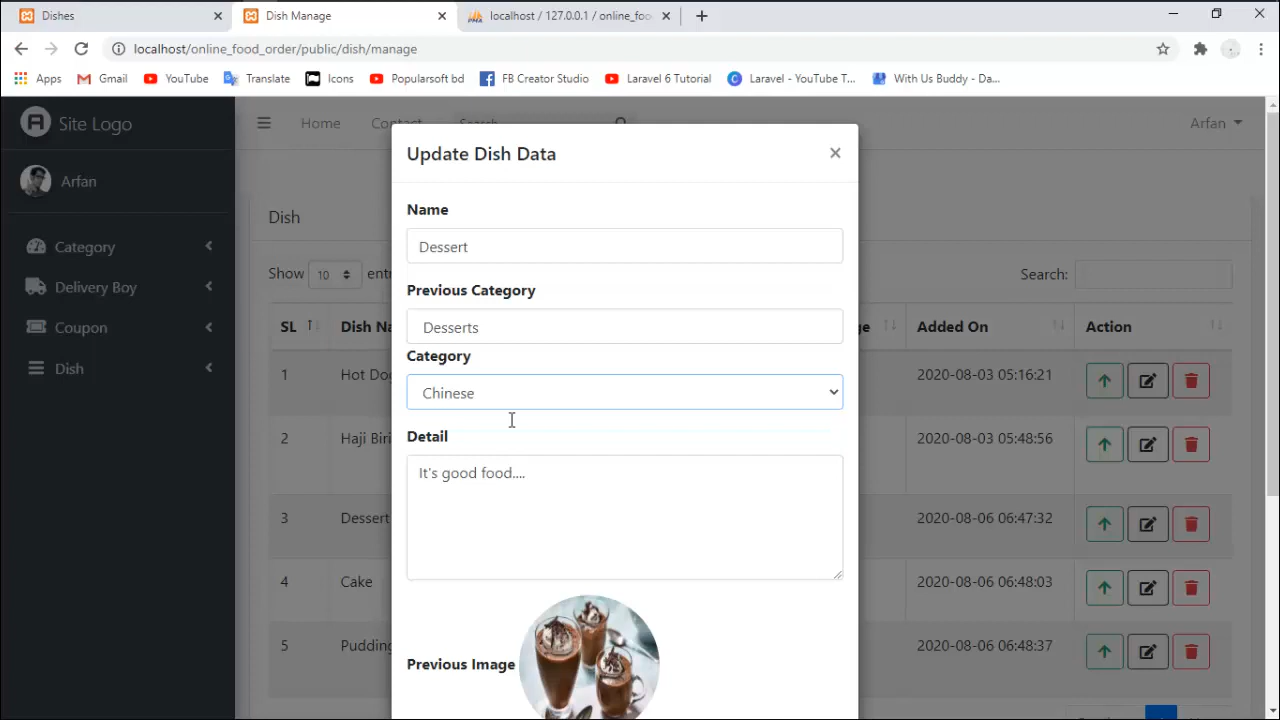 Dishes
Dish Manage
localhost / 127.0.0.1 / online_foo
localhost/online_food_order/public/dish/manage
Apps Gmail YouTube Translate Icons Popularsoft bd FB Creator Studio Laravel 6 Tutorial Laravel - YouTube T... With Us Buddy - Da...
Site Logo
Home Contact Search
Arfan
Arfan
Category
Delivery Boy
Coupon
Dish
Dish
Show 10
Search:
SL Added On Action
1 Hot Dog 2020-08-03 05:16:21
2 Haji Biri 2020-08-03 05:48:56
3 Dessert 2020-08-06 06:47:32
4 Cake 2020-08-06 06:48:03
5 Pudding 2020-08-06 06:48:37
Update Dish Data
×
Name
Dessert
Previous Category
Desserts
Category
Chinese
Detail
It's good food....
Previous Image